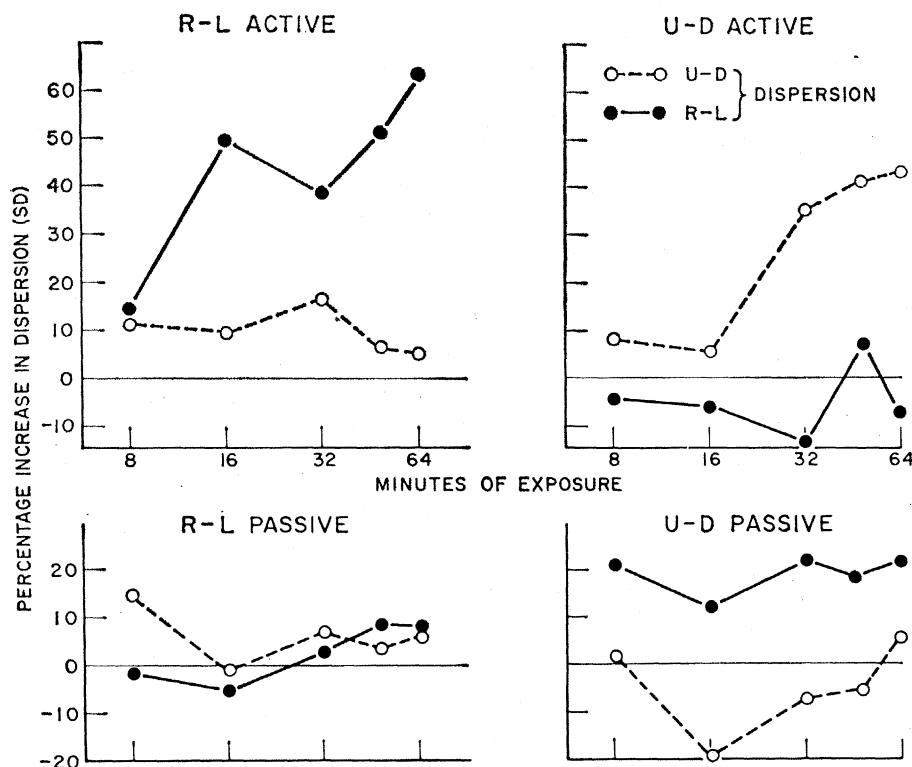 R-L ACTIVE
U-D ACTIVE
U-D
R-L
DISPERSION
PERCENTAGE INCREASE IN DISPERSION (SD)
60
50
40
30
20
10
0
-10
8 16 32 64
8 16 32 64
MINUTES OF EXPOSURE
R-L PASSIVE
U-D PASSIVE
20
10
0
-10
-20